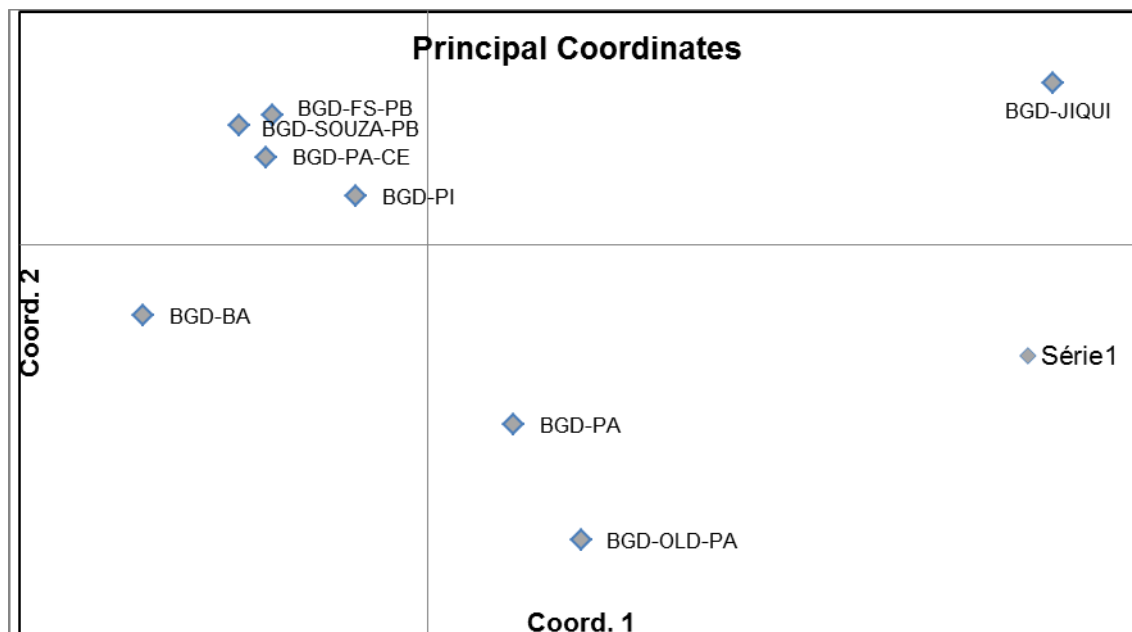 Principal Coordinates
BGD-FS-PB
BGD-JIQUI
BGD-SOUZA-PB
BGD-PA-CE
BGD-PI
Coord. 2
BGD-BA
Série1
BGD-PA
BGD-OLD-PA
Coord. 1